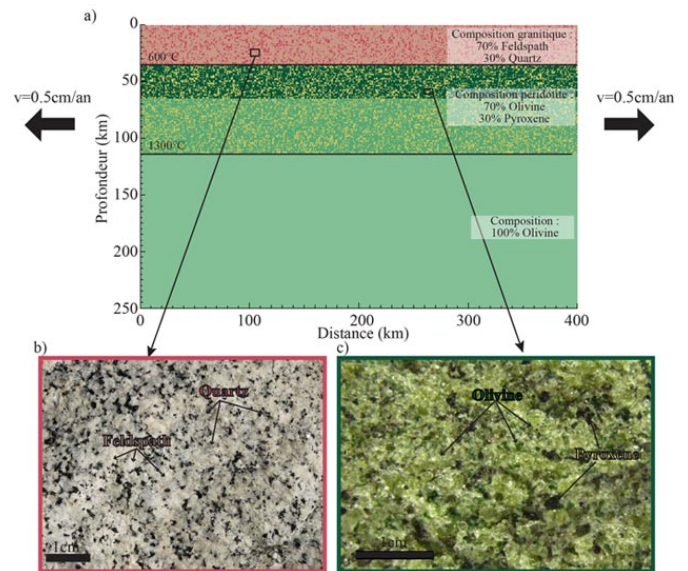 a)
0
50
100
150
200
250
Profondeur (km)
600°C
1300°C
Composition granitique :
70% Feldspath
30% Quartz
Composition péridotite :
70% Olivine
30% Pyroxene
Composition :
100% Olivine
v=0.5cm/an
v=0.5cm/an
0
100
200
300
400
Distance (km)
b)
Quartz
Feldspath
1cm
c)
Olivine
Pyroxene
1cm